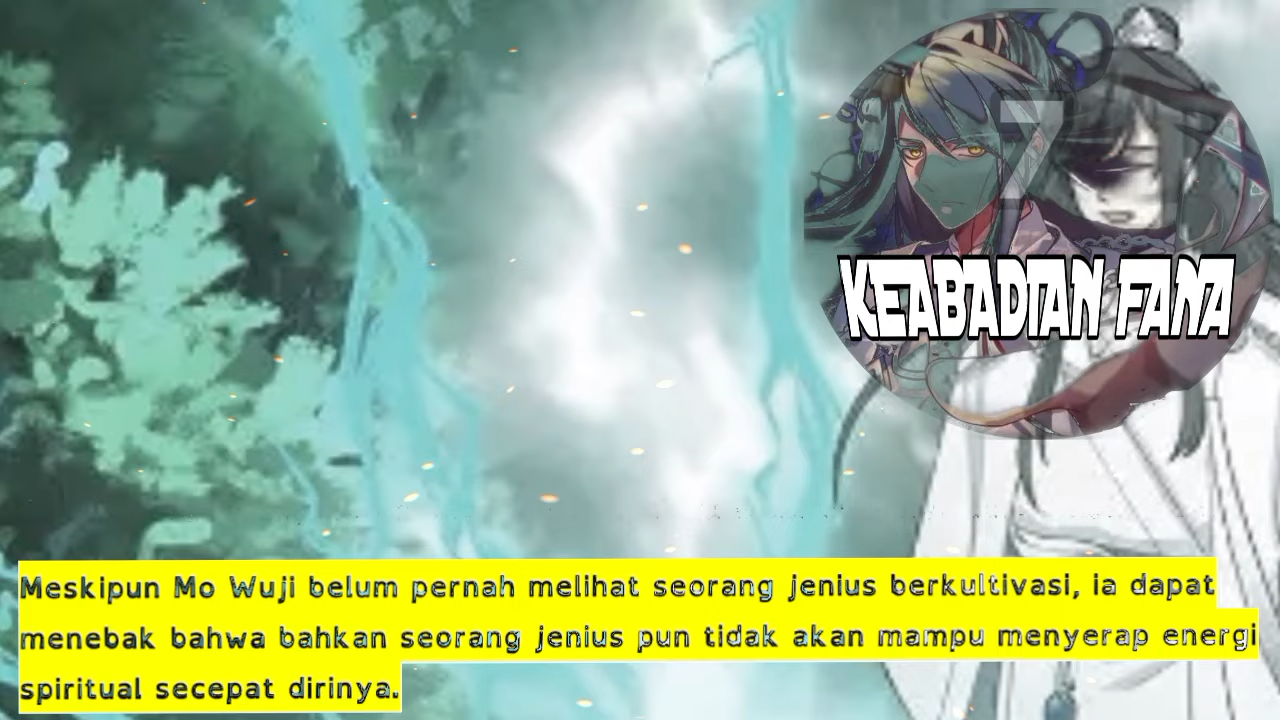 7
KEABADIAN FANA
Meskipun Mo Wuji belum pernah melihat seorang jenius berkultivasi, ia dapat
menebak bahwa bahkan seorang jenius pun tidak akan mampu menyerap energi
spiritual secepat dirinya.